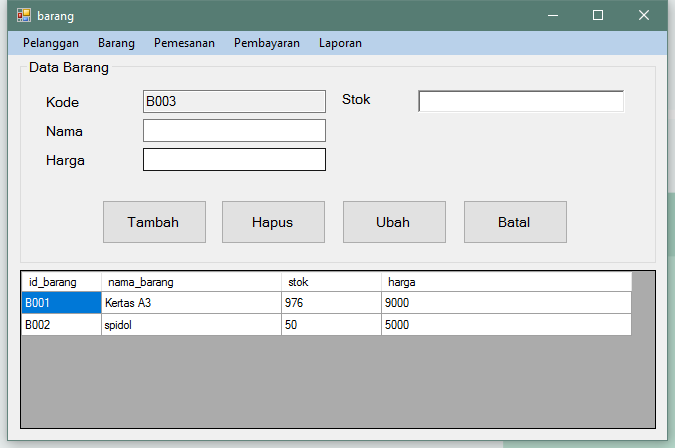 barang
Pelanggan Barang Pemesanan Pembayaran Laporan
Data Barang
Kode B003 Stok
Nama
Harga
Tambah Hapus Ubah Batal
id_barang nama_barang stok harga
B001 Kertas A3 976 9000
B002 spidol 50 5000